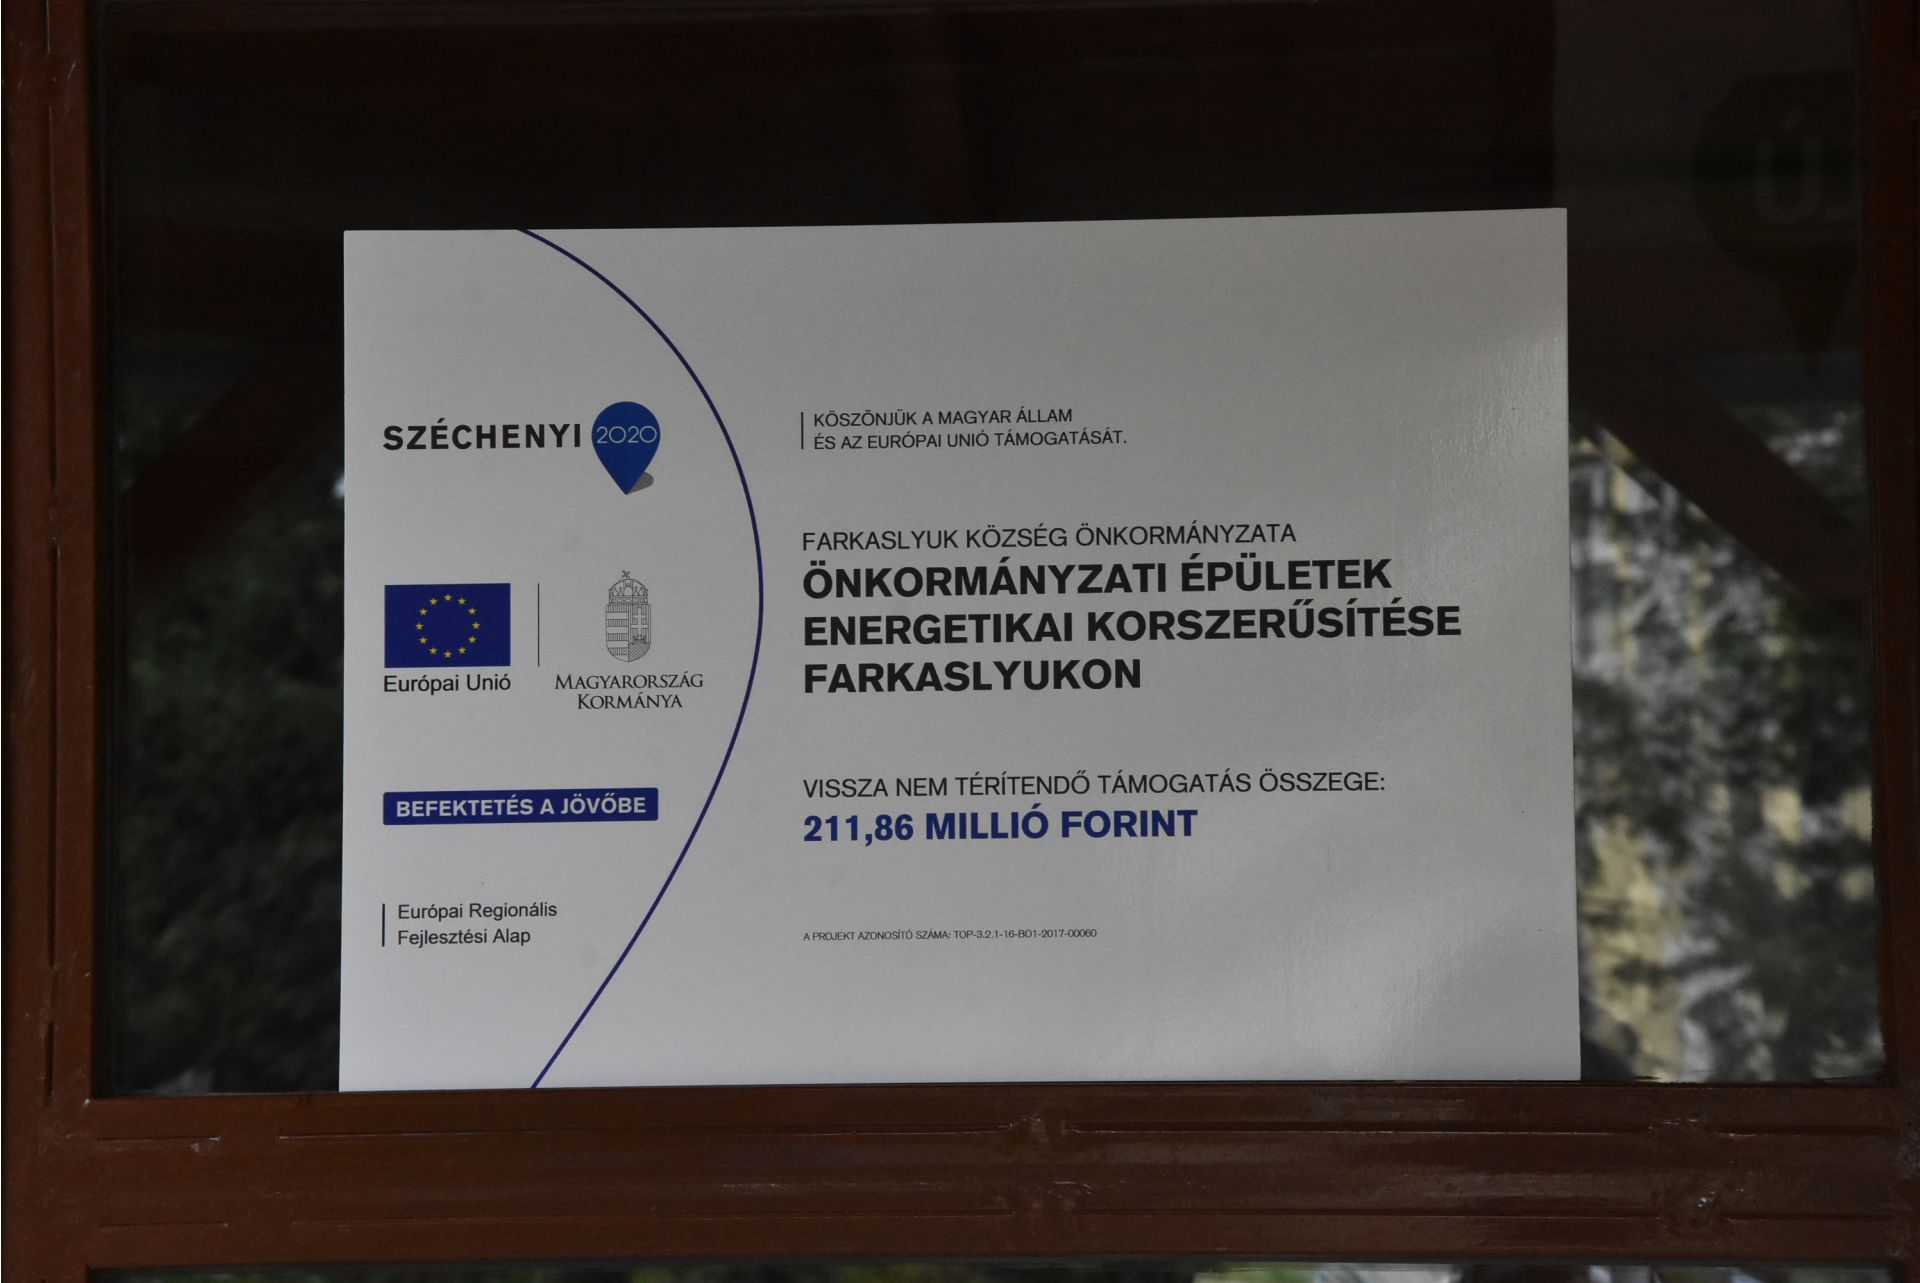 SZÉCHENYI 2020
Európai Unió
MAGYARORSZÁG
KORMÁNYA
BEFEKTETÉS A JÖVŐBE
Európai Regionális
Fejlesztési Alap
KÖSZÖNJÜK A MAGYAR ÁLLAM
ÉS AZ EURÓPAI UNIÓ TÁMOGATÁSÁT.
FARKASLYUK KÖZSÉG ÖNKORMÁNYZATA
ÖNKORMÁNYZATI ÉPÜLETEK
ENERGETIKAI KORSZERŰSÍTÉSE
FARKASLYUKON
VISSZA NEM TÉRÍTENDŐ TÁMOGATÁS ÖSSZEGE:
211,86 MILLIÓ FORINT
A PROJEKT AZONOSÍTÓ SZÁMA: TOP-3.2.1-16-BO1-2017-00060